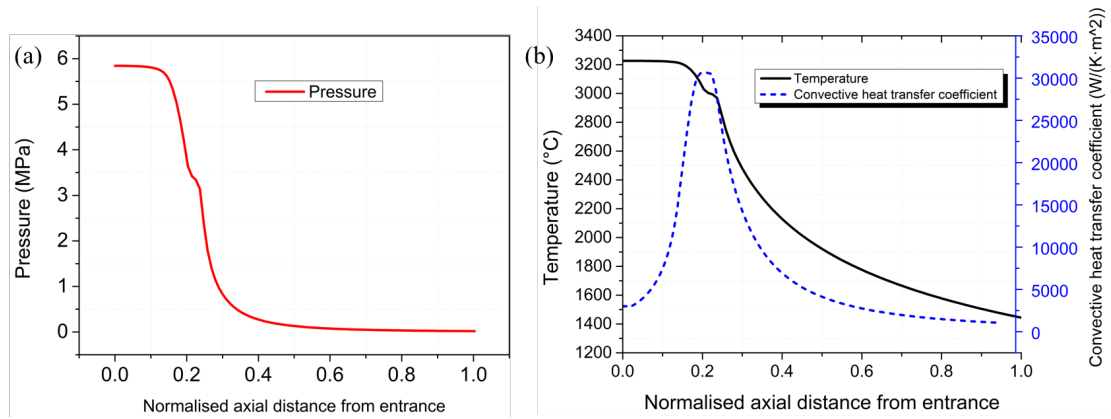 (a)
Pressure (MPa)
6
5
4
3
2
1
0
Pressure
0.0 0.2 0.4 0.6 0.8 1.0
Normalised axial distance from entrance
(b)
Temperature (°C)
3400
3200
3000
2800
2600
2400
2200
2000
1800
1600
1400
1200
Temperature
Convective heat transfer coefficient
35000
30000
25000
20000
15000
10000
5000
0
Convective heat transfer coefficient (W/(K·m^2))
0.0 0.2 0.4 0.6 0.8 1.0
Normalised axial distance from entrance